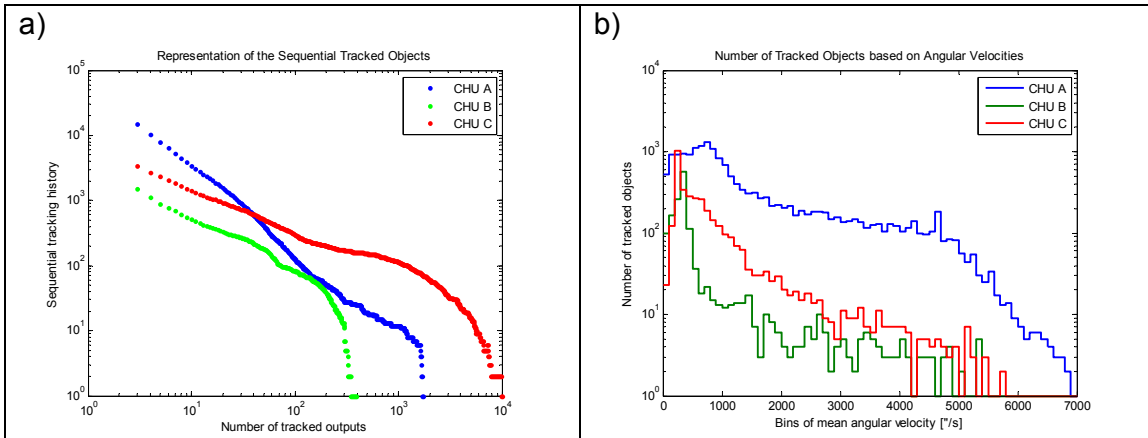 a)
Representation of the Sequential Tracked Objects
10^5
10^4
10^3
10^2
10^1
10^0
Sequential tracking history
CHU A
CHU B
CHU C
10^0 10^1 10^2 10^3 10^4
Number of tracked outputs
b)
Number of Tracked Objects based on Angular Velocities
10^4
10^3
10^2
10^1
10^0
Number of tracked objects
CHU A
CHU B
CHU C
0 1000 2000 3000 4000 5000 6000 7000
Bins of mean angular velocity ["/s]